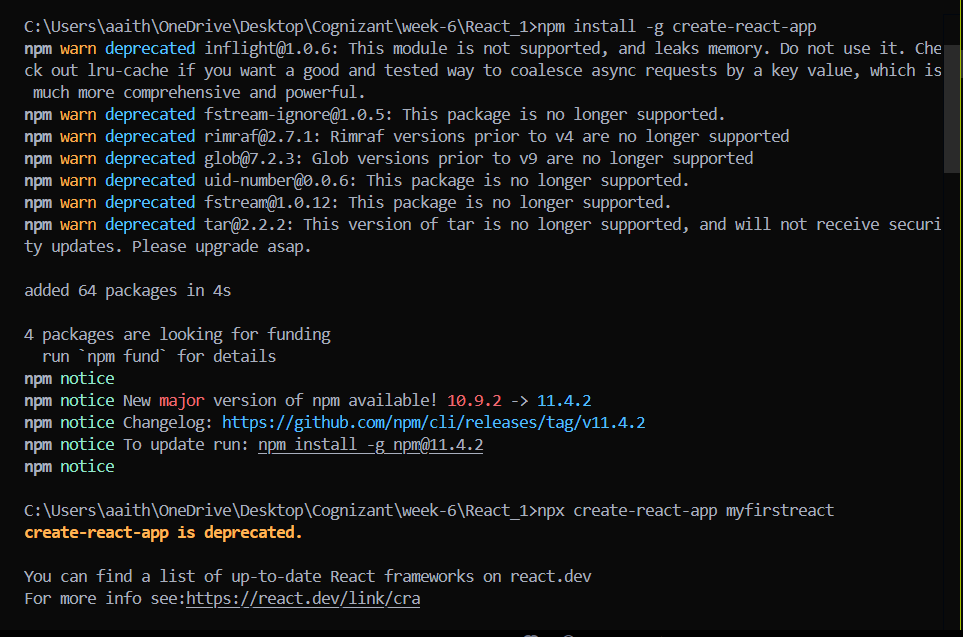 C:\Users\aaith\OneDrive\Desktop\Cognizant\week-6\React_1>npm install -g create-react-app
npm warn deprecated inflight@1.0.6: This module is not supported, and leaks memory. Do not use it. Che
ck out lru-cache if you want a good and tested way to coalesce async requests by a key value, which is
 much more comprehensive and powerful.
npm warn deprecated fstream-ignore@1.0.5: This package is no longer supported.
npm warn deprecated rimraf@2.7.1: Rimraf versions prior to v4 are no longer supported
npm warn deprecated glob@7.2.3: Glob versions prior to v9 are no longer supported
npm warn deprecated uid-number@0.0.6: This package is no longer supported.
npm warn deprecated fstream@1.0.12: This package is no longer supported.
npm warn deprecated tar@2.2.2: This version of tar is no longer supported, and will not receive securi
ty updates. Please upgrade asap.
added 64 packages in 4s
4 packages are looking for funding
  run `npm fund` for details
npm notice
npm notice New major version of npm available! 10.9.2 -> 11.4.2
npm notice Changelog: https://github.com/npm/cli/releases/tag/v11.4.2
npm notice To update run: npm install -g npm@11.4.2
npm notice
C:\Users\aaith\OneDrive\Desktop\Cognizant\week-6\React_1>npx create-react-app myfirstreact
create-react-app is deprecated.
You can find a list of up-to-date React frameworks on react.dev
For more info see:https://react.dev/link/cra